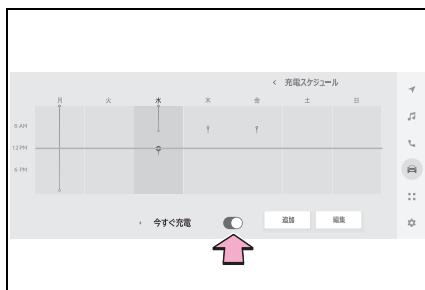 < 充電スケジュール
月 火 水 木 金 土 日
6 AM
12 PM
6 PM
今すぐ充電 追加 編集